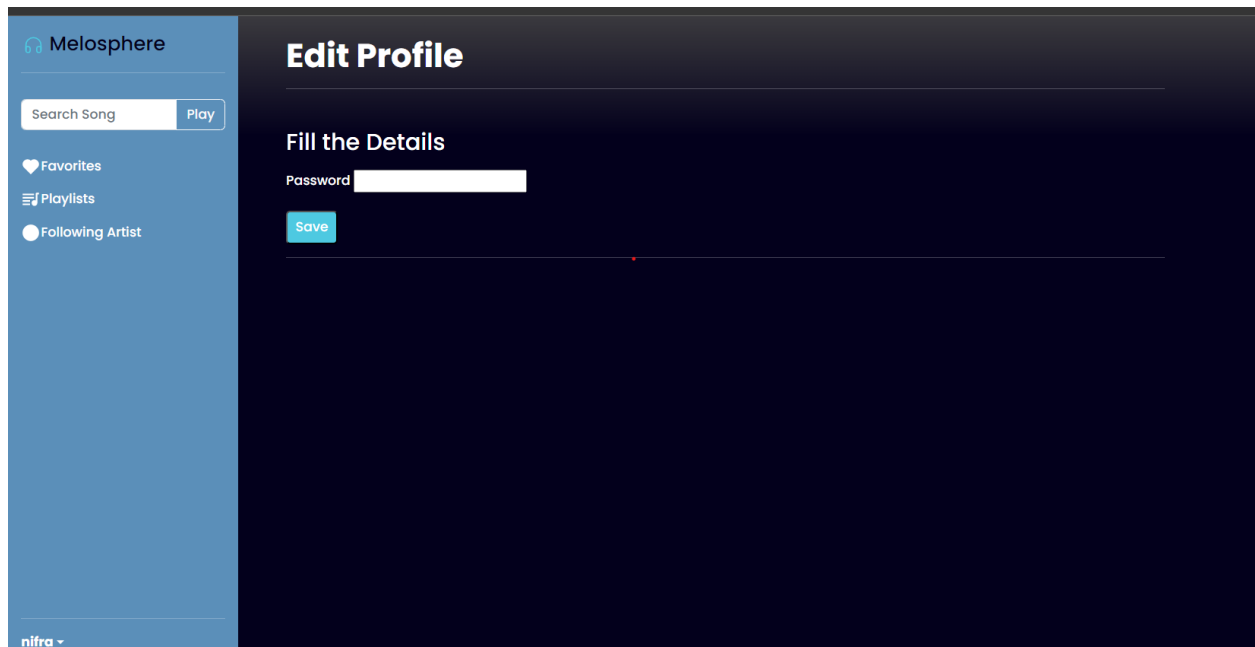 Melosphere
Search Song Play
Favorites
Playlists
Following Artist
nifra
Edit Profile
Fill the Details
Password
Save